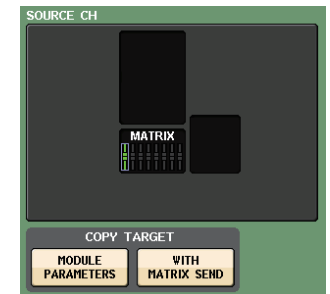 SOURCE CH
MATRIX
COPY TARGET
MODULE
PARAMETERS
WITH
MATRIX SEND